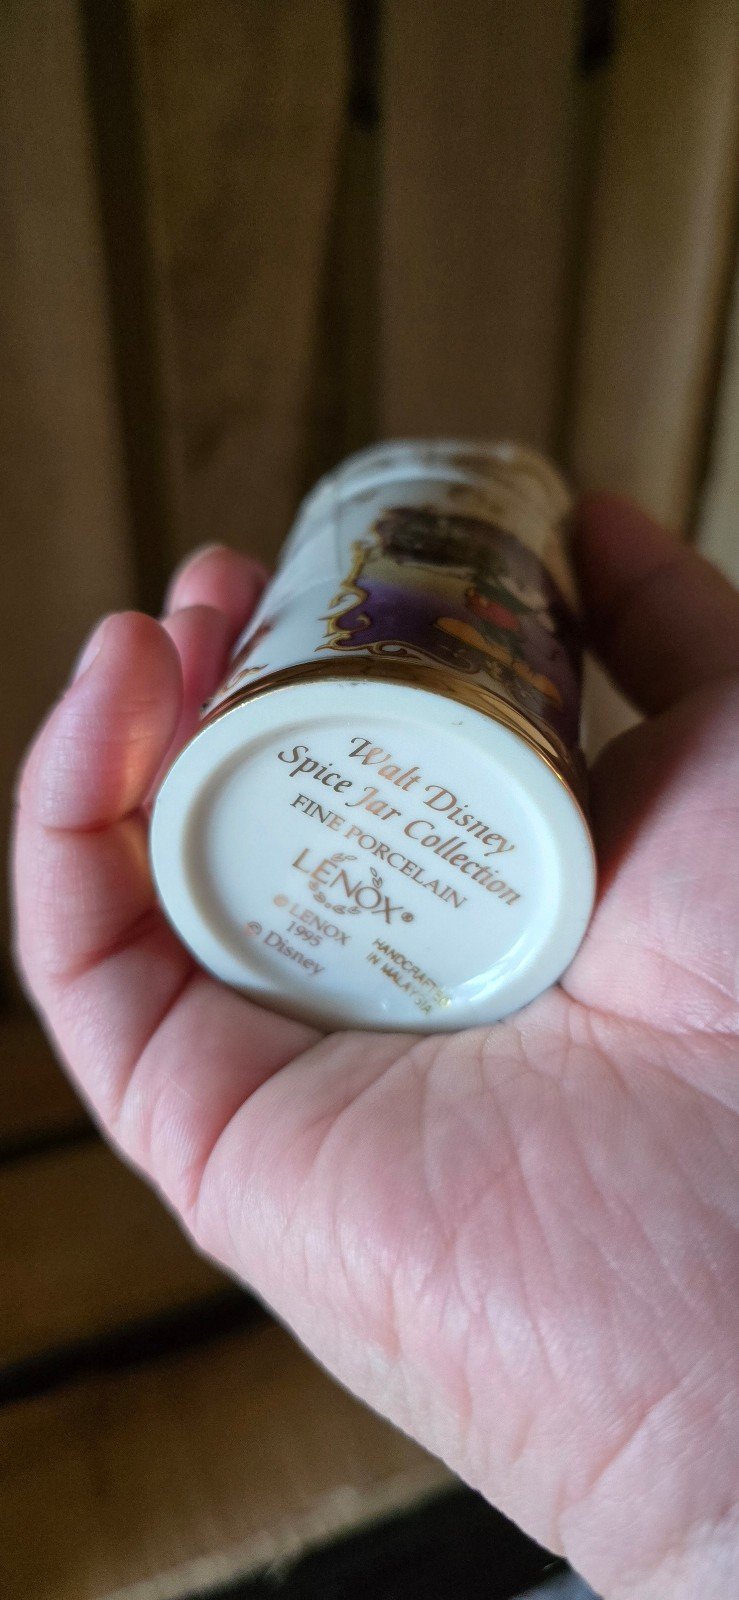 Walt Disney
Spice Jar Collection
FINE PORCELAIN
LENOX®
© LENOX
1995
© Disney
HANDCRAFTED
IN MALAYSIA